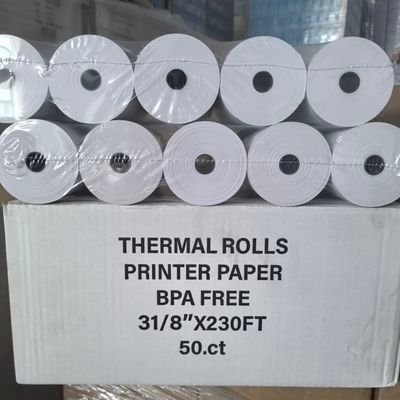 THERMAL ROLLS
PRINTER PAPER
BPA FREE
31/8"X230FT
50.ct